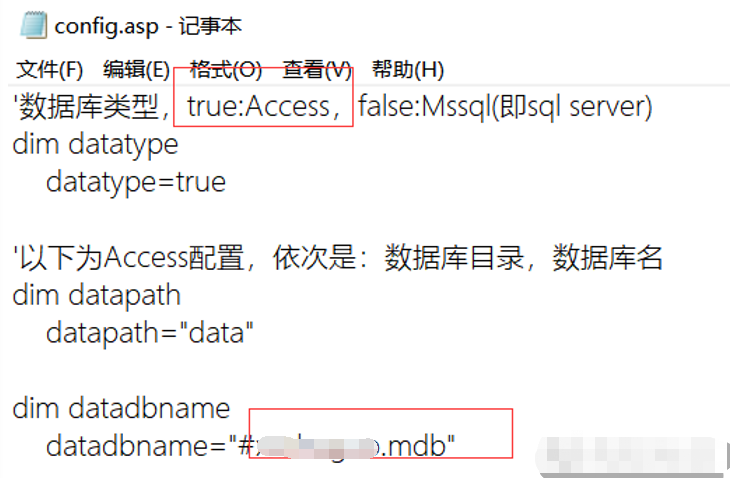 config.asp - 记事本
文件(F) 编辑(E) 格式(O) 查看(V) 帮助(H)
'数据库类型，true:Access，false:Mssql(即sql server)
dim datatype
datatype=true
'以下为Access配置，依次是：数据库目录，数据库名
dim datapath
datapath="data"
dim datadbname
datadbname="# .mdb"